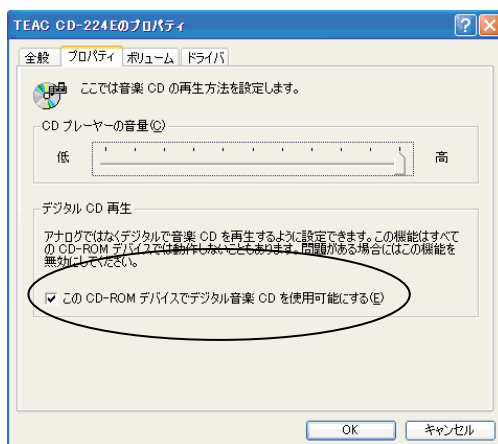 TEAC CD-224Eのプロパティ
全般 プロパティ ボリューム ドライバ
ここでは音楽 CD の再生方法を設定します。
CD プレーヤーの音量(C)
低 高
デジタル CD 再生
アナログではなくデジタルで音楽 CD を再生するように設定できます。この機能はすべて
の CD-ROM デバイスでは動作しないこともあります。問題がある場合にはこの機能を
無効にしてください。
この CD-ROM デバイスでデジタル音楽 CD を使用可能にする(E)
OK キャンセル